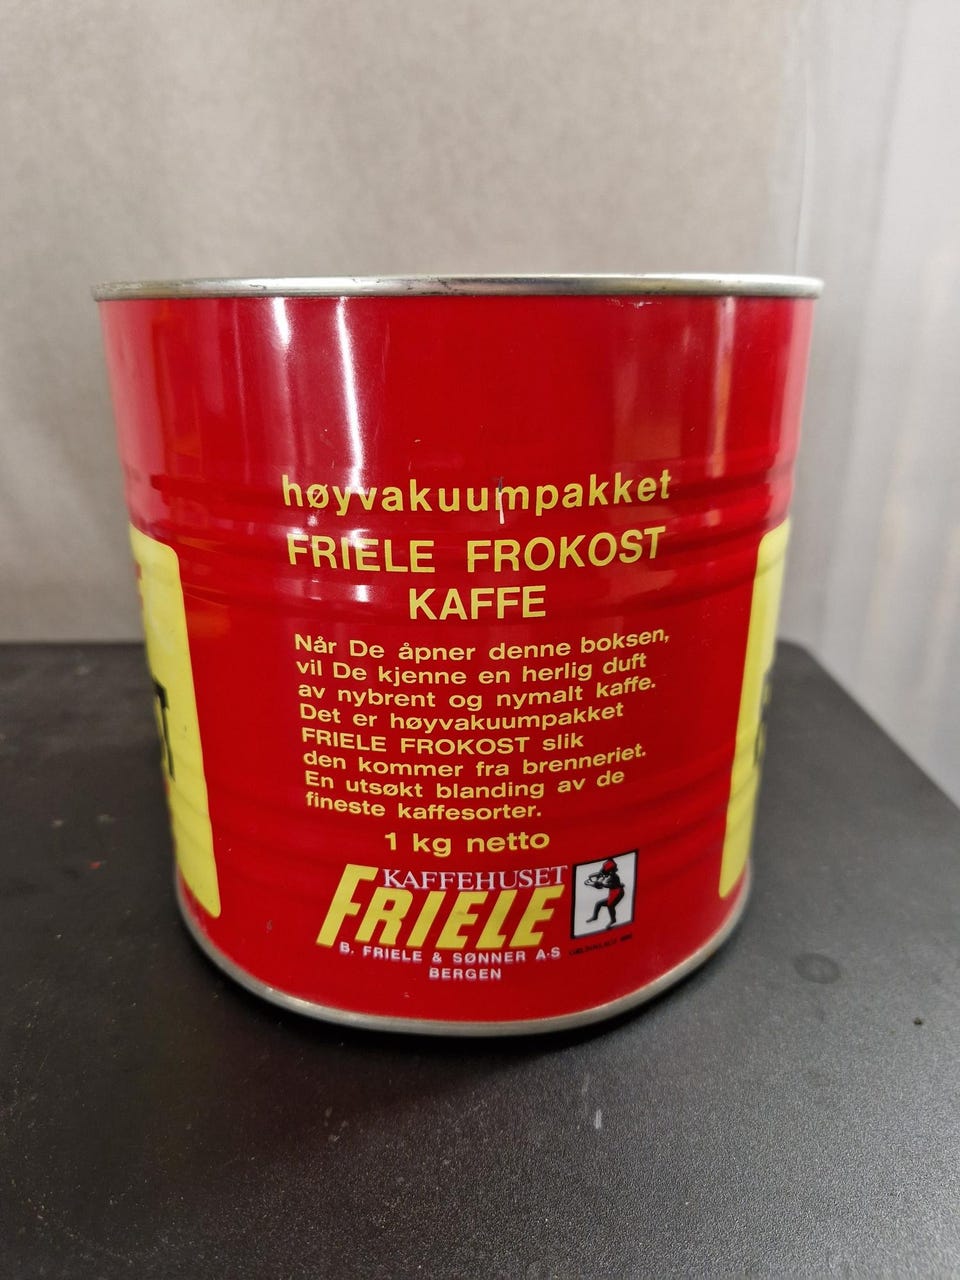 høyvakuumpakket
FRIELE FROKOST
KAFFE
Når De åpner denne boksen,
vil De kjenne en herlig duft
av nybrent og nymalt kaffe.
Det er høyvakuumpakket
FRIELE FROKOST slik
den kommer fra brenneriet.
En utsøkt blanding av de
fineste kaffesorter.
1 kg netto
KAFFEHUSET
FRIELE
B. FRIELE & SØNNER A-S
BERGEN